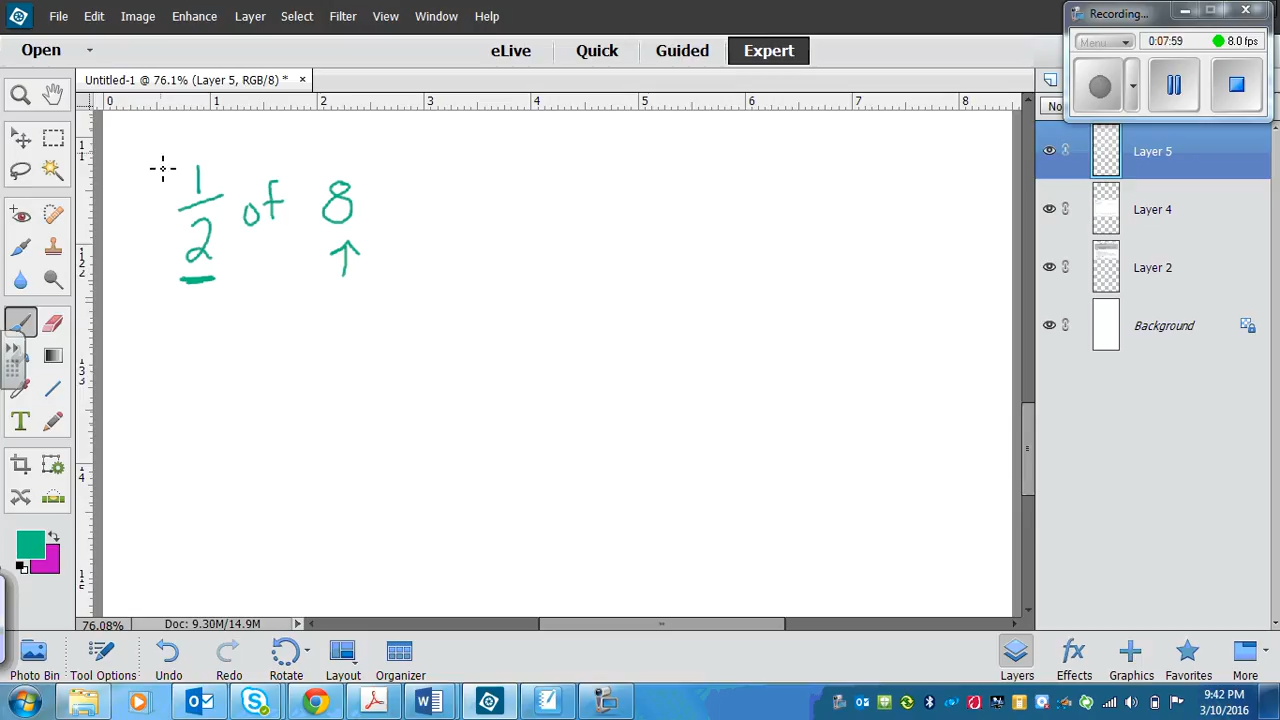 File Edit Image Enhance Layer Select Filter View Window Help
Recording...
Menu 0:07:59 8.0 fps
Open eLive Quick Guided Expert
Untitled-1 @ 76.1% (Layer 5, RGB/8) *
0 1 2 3 4 5 6 7 8
No
Layer 5
Layer 4
Layer 2
Background
1/2 of 8
76.08% Doc: 9.30M/14.9M
Photo Bin Tool Options Undo Redo Rotate Layout Organizer Layers Effects Graphics Favorites More
9:42 PM
3/10/2016